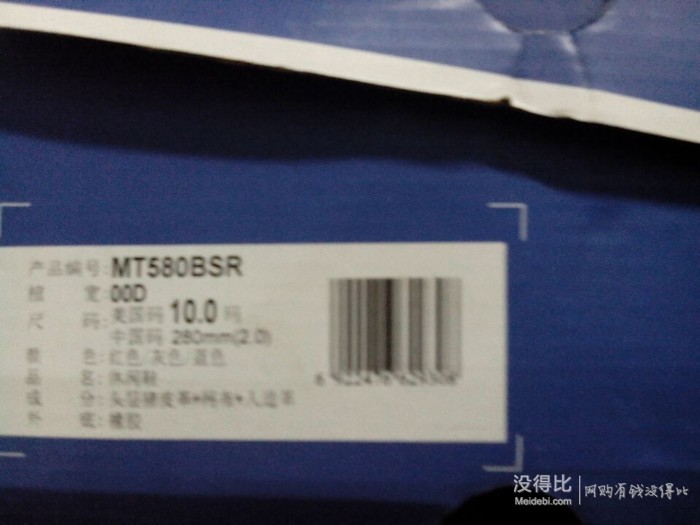 产品编号: MT580BSR
楦 宽: 00D
尺 码: 美国码 10.0 码
中国码 280mm(2.0)
颜 色: 红色/灰色/蓝色
品 名: 休闲鞋
成 分: 头层猪皮革+网布+人造革
外 底: 橡胶
没得比
Meidebi.com
网购有钱没得比